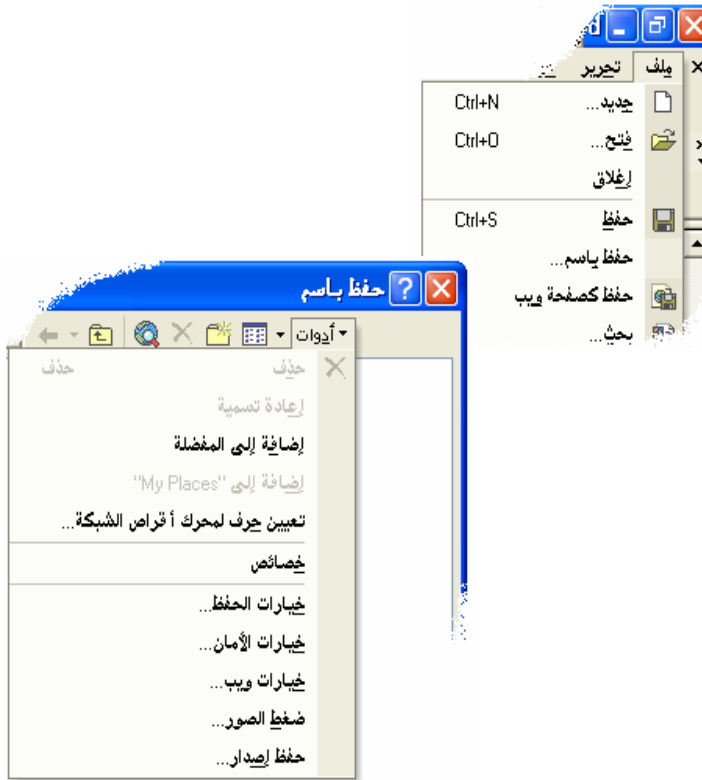 ملف تحرير
جديد... Ctrl+N
فتح... Ctrl+O
إغلاق
حفظ Ctrl+S
حفظ باسم...
حفظ كصفحة ويب
بحث...
حفظ باسم
أدوات
حذف حذف
إعادة تسمية
إضافة إلى المفضلة
إضافة إلى "My Places"
تعيين حرف لمحرك أ قراص الشبكة...
خصائص
خيارات الحفظ...
خيارات الأمان...
خيارات ويب...
ضغط الصور...
حفظ إصدار...